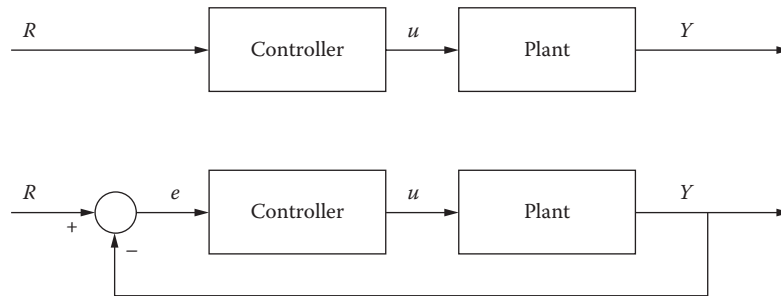 R Controller u Plant Y
R + − e Controller u Plant Y